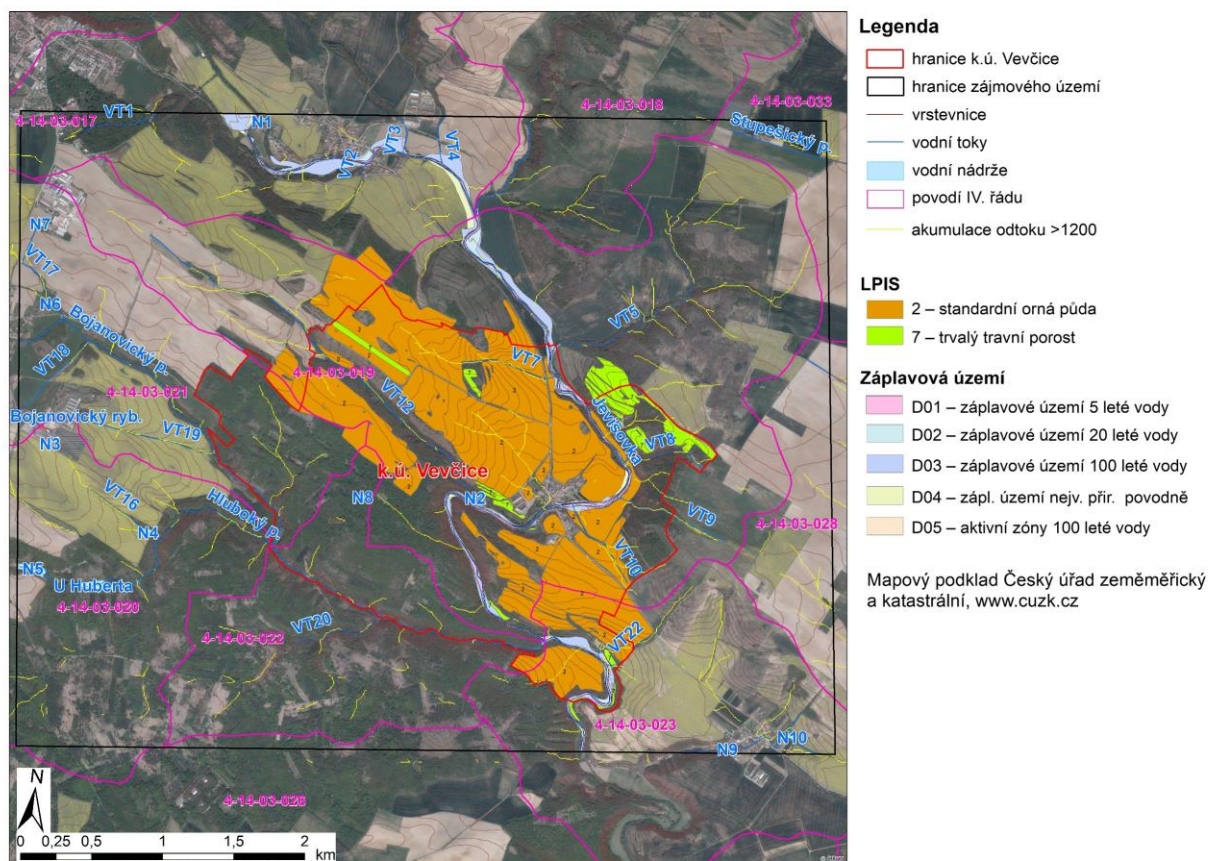 4-14-03-017
VT1
N1
VT2
VT3
VT4
4-14-03-018
4-14-03-033
Stupešický p.
N7
VT17
N6
Bojanovický p.
VT18
4-14-03-021
Bojanovický ryb.
N3
VT19
VT16
N4
Hluboký p.
N5
U Huberta
4-14-03-020
4-14-03-019
VT12
VT7
VT5
Jevišovka
VT8
k.ú. Vevčice
N8
N2
VT9
4-14-03-028
VT10
VT20
4-14-03-022
VT22
4-14-03-023
N9
N10
4-14-03-026
N
0 0,25 0,5 1 1,5 2
km
Legenda
hranice k.ú. Vevčice
hranice zájmového území
vrstevnice
vodní toky
vodní nádrže
povodí IV. řádu
akumulace odtoku >1200
LPIS
2 – standardní orná půda
7 – trvalý travní porost
Záplavová území
D01 – záplavové území 5 leté vody
D02 – záplavové území 20 leté vody
D03 – záplavové území 100 leté vody
D04 – zápl. území nejv. přir. povodně
D05 – aktivní zóny 100 leté vody
Mapový podklad Český úřad zeměměřický
a katastrální, www.cuzk.cz